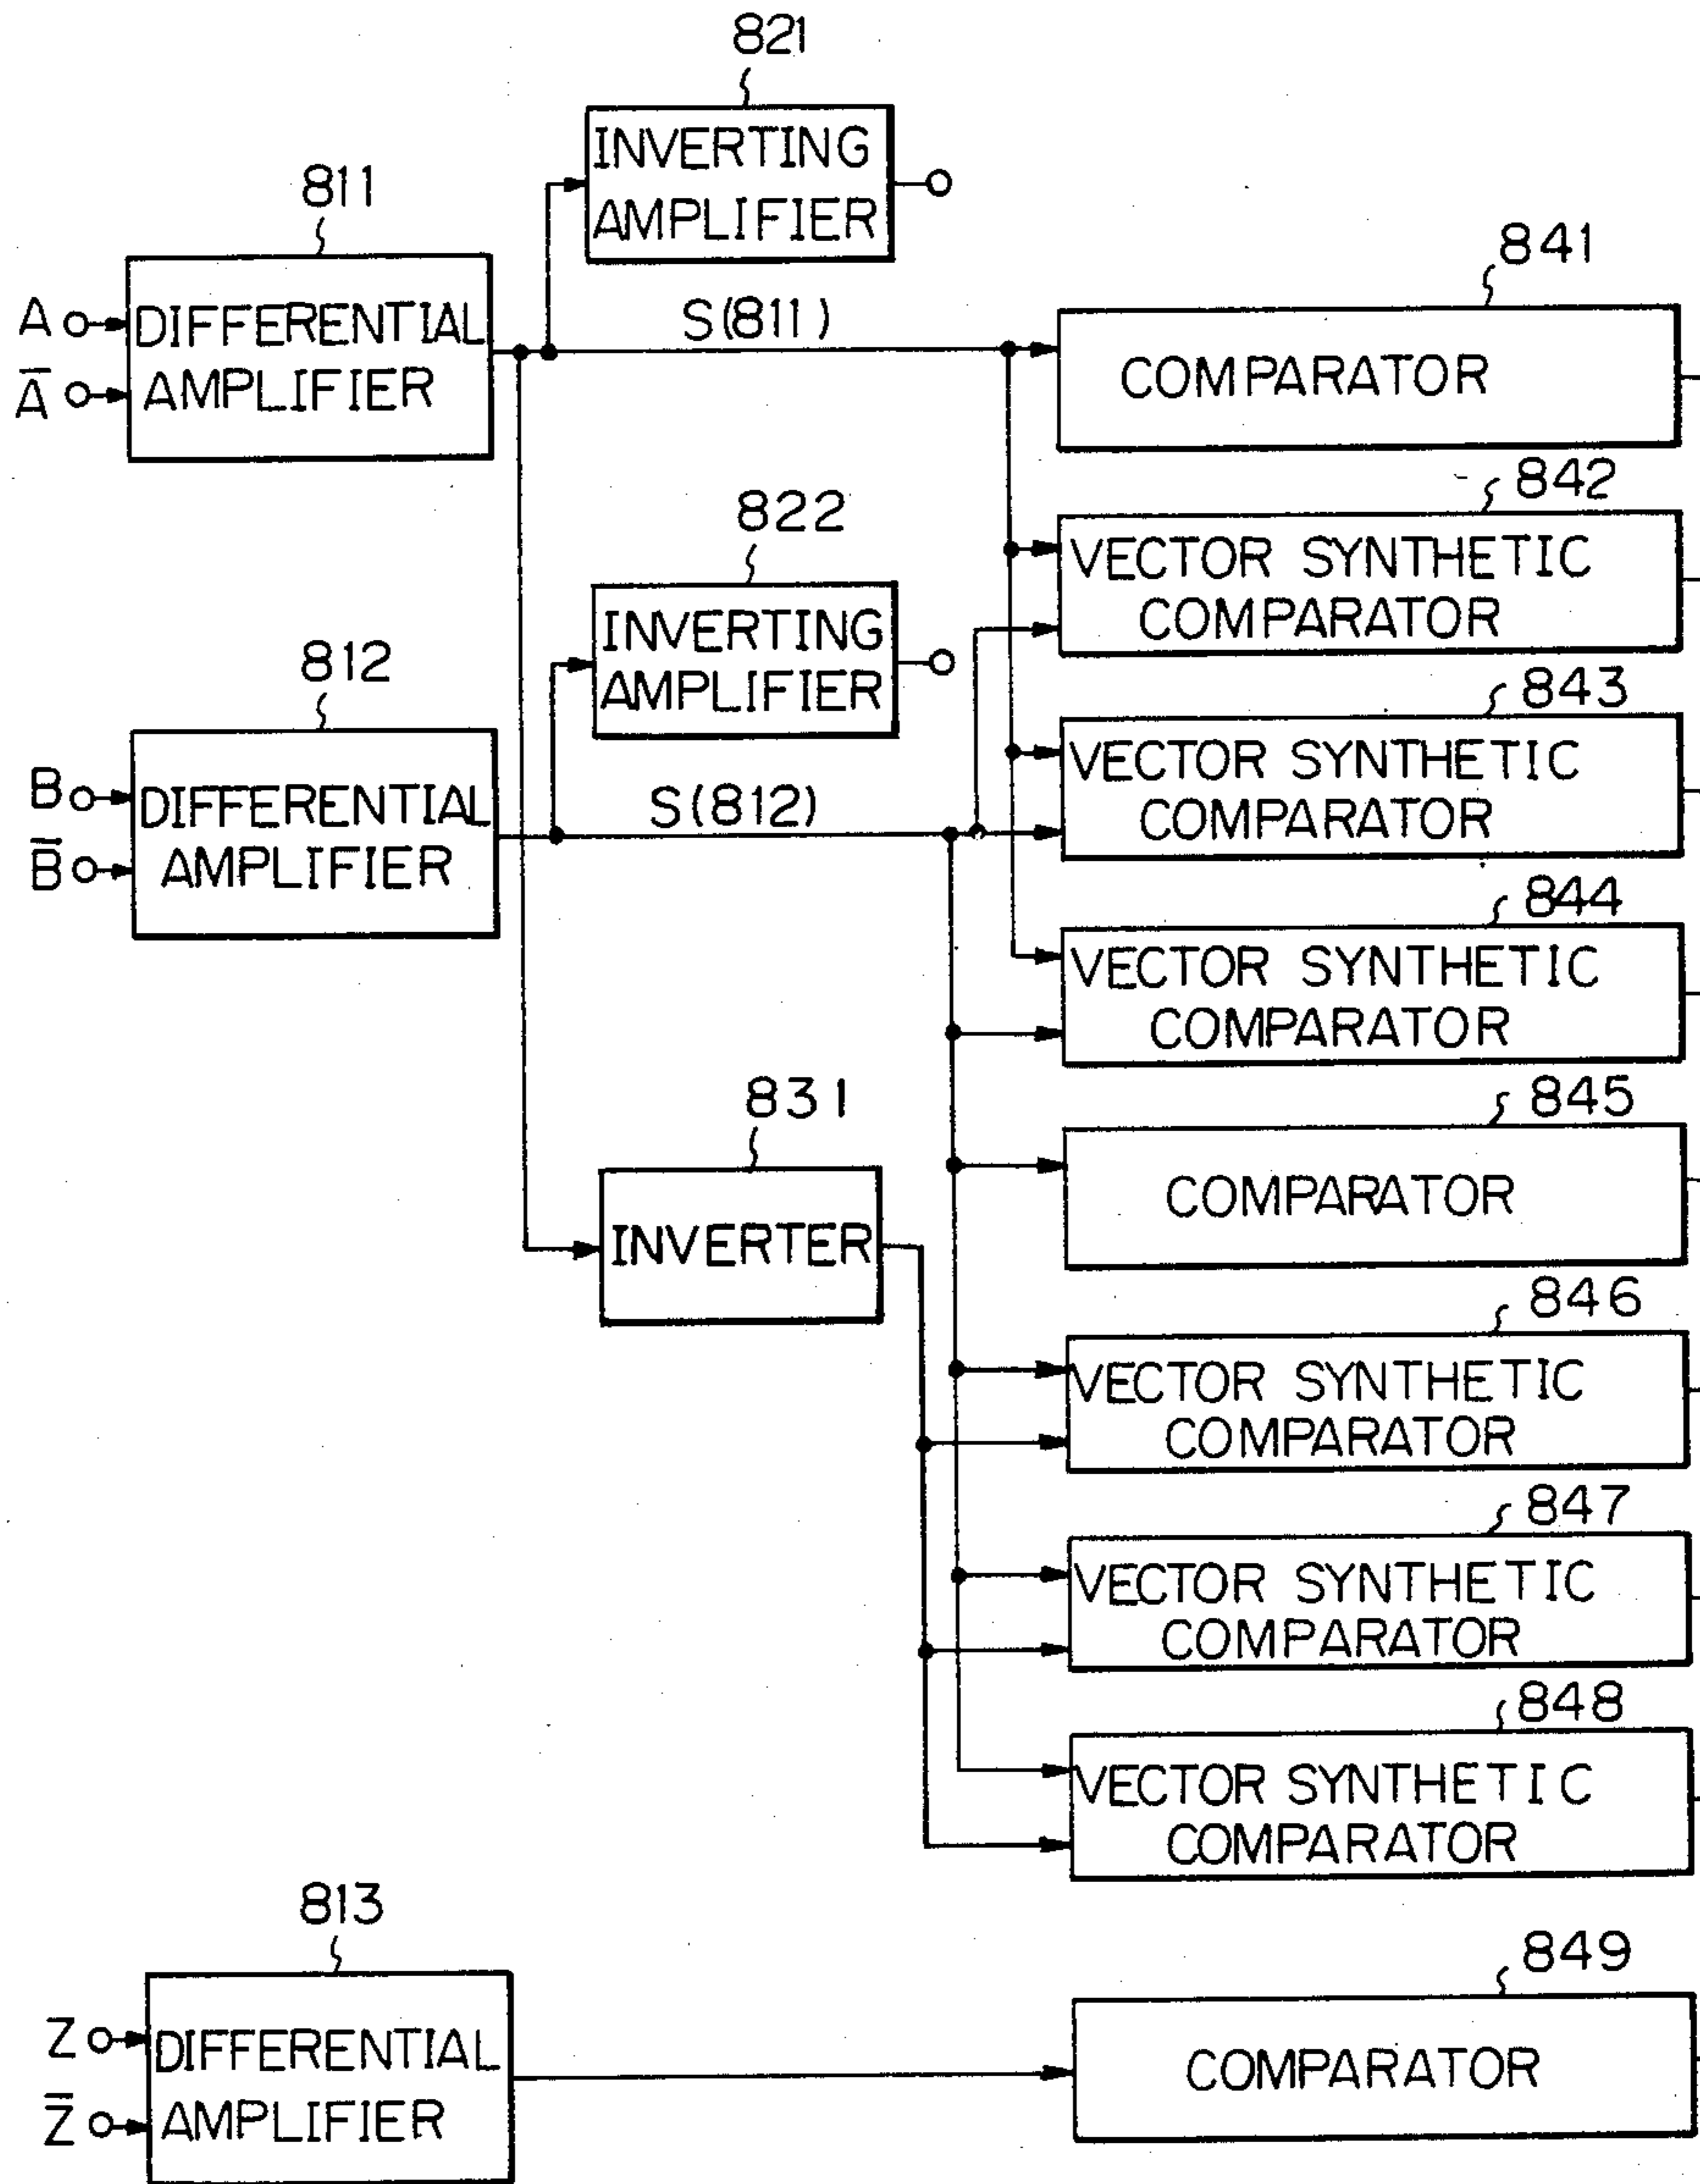 821
INVERTING
AMPLIFIER
811
A
A̅
DIFFERENTIAL
AMPLIFIER
S(811)
841
COMPARATOR
842
VECTOR SYNTHETIC
COMPARATOR
822
INVERTING
AMPLIFIER
812
B
B̅
DIFFERENTIAL
AMPLIFIER
S(812)
843
VECTOR SYNTHETIC
COMPARATOR
844
VECTOR SYNTHETIC
COMPARATOR
831
INVERTER
845
COMPARATOR
846
VECTOR SYNTHETIC
COMPARATOR
847
VECTOR SYNTHETIC
COMPARATOR
848
VECTOR SYNTHETIC
COMPARATOR
813
Z
Z̅
DIFFERENTIAL
AMPLIFIER
849
COMPARATOR